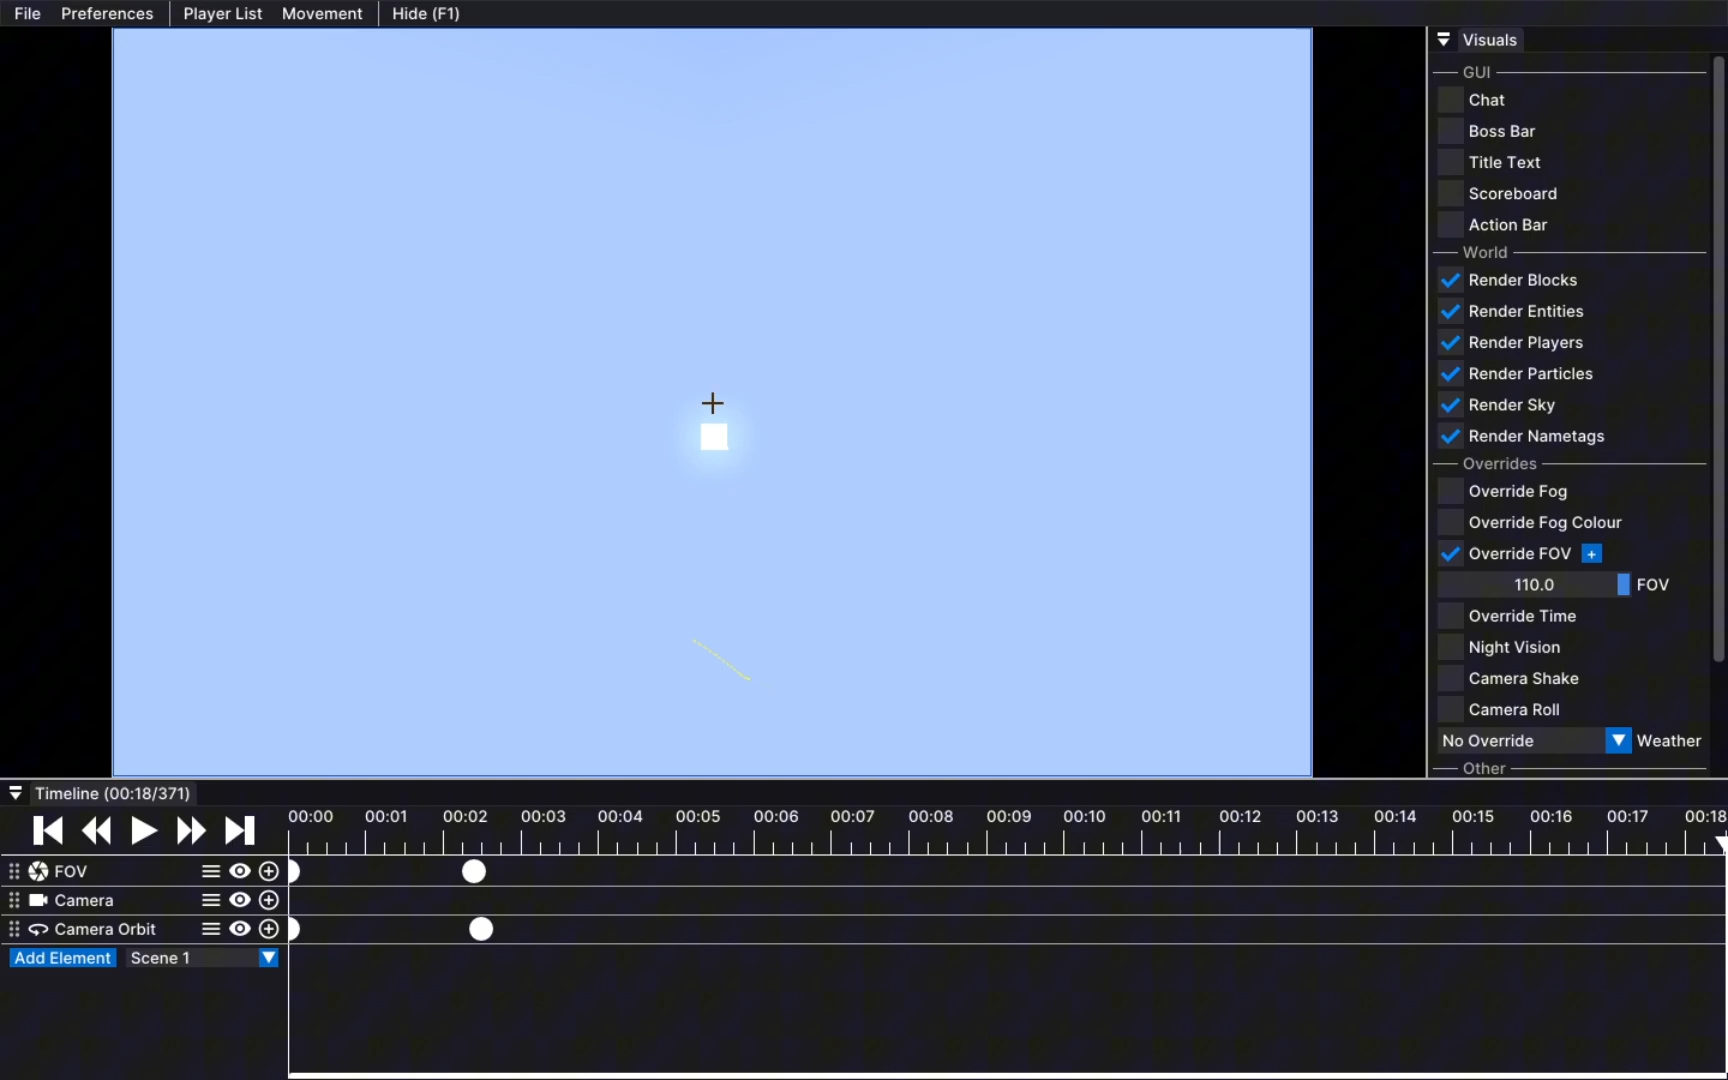 File Preferences Player List Movement Hide (F1)
Visuals
GUI
Chat
Boss Bar
Title Text
Scoreboard
Action Bar
World
Render Blocks
Render Entities
Render Players
Render Particles
Render Sky
Render Nametags
Overrides
Override Fog
Override Fog Colour
Override FOV +
110.0 FOV
Override Time
Night Vision
Camera Shake
Camera Roll
No Override Weather
Other
Timeline (00:18/371)
00:00 00:01 00:02 00:03 00:04 00:05 00:06 00:07 00:08 00:09 00:10 00:11 00:12 00:13 00:14 00:15 00:16 00:17 00:18
FOV
Camera
Camera Orbit
Add Element Scene 1